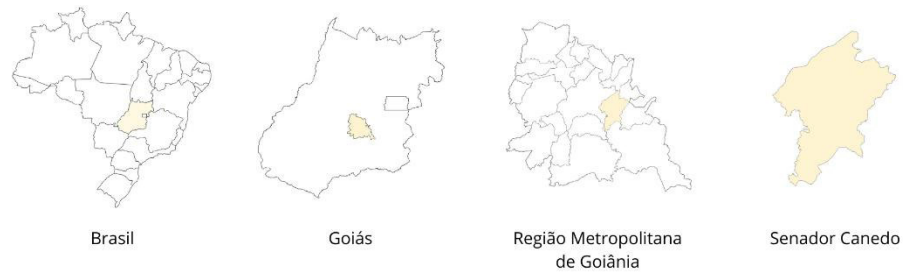 Brasil
Goiás
Região Metropolitana
de Goiânia
Senador Canedo